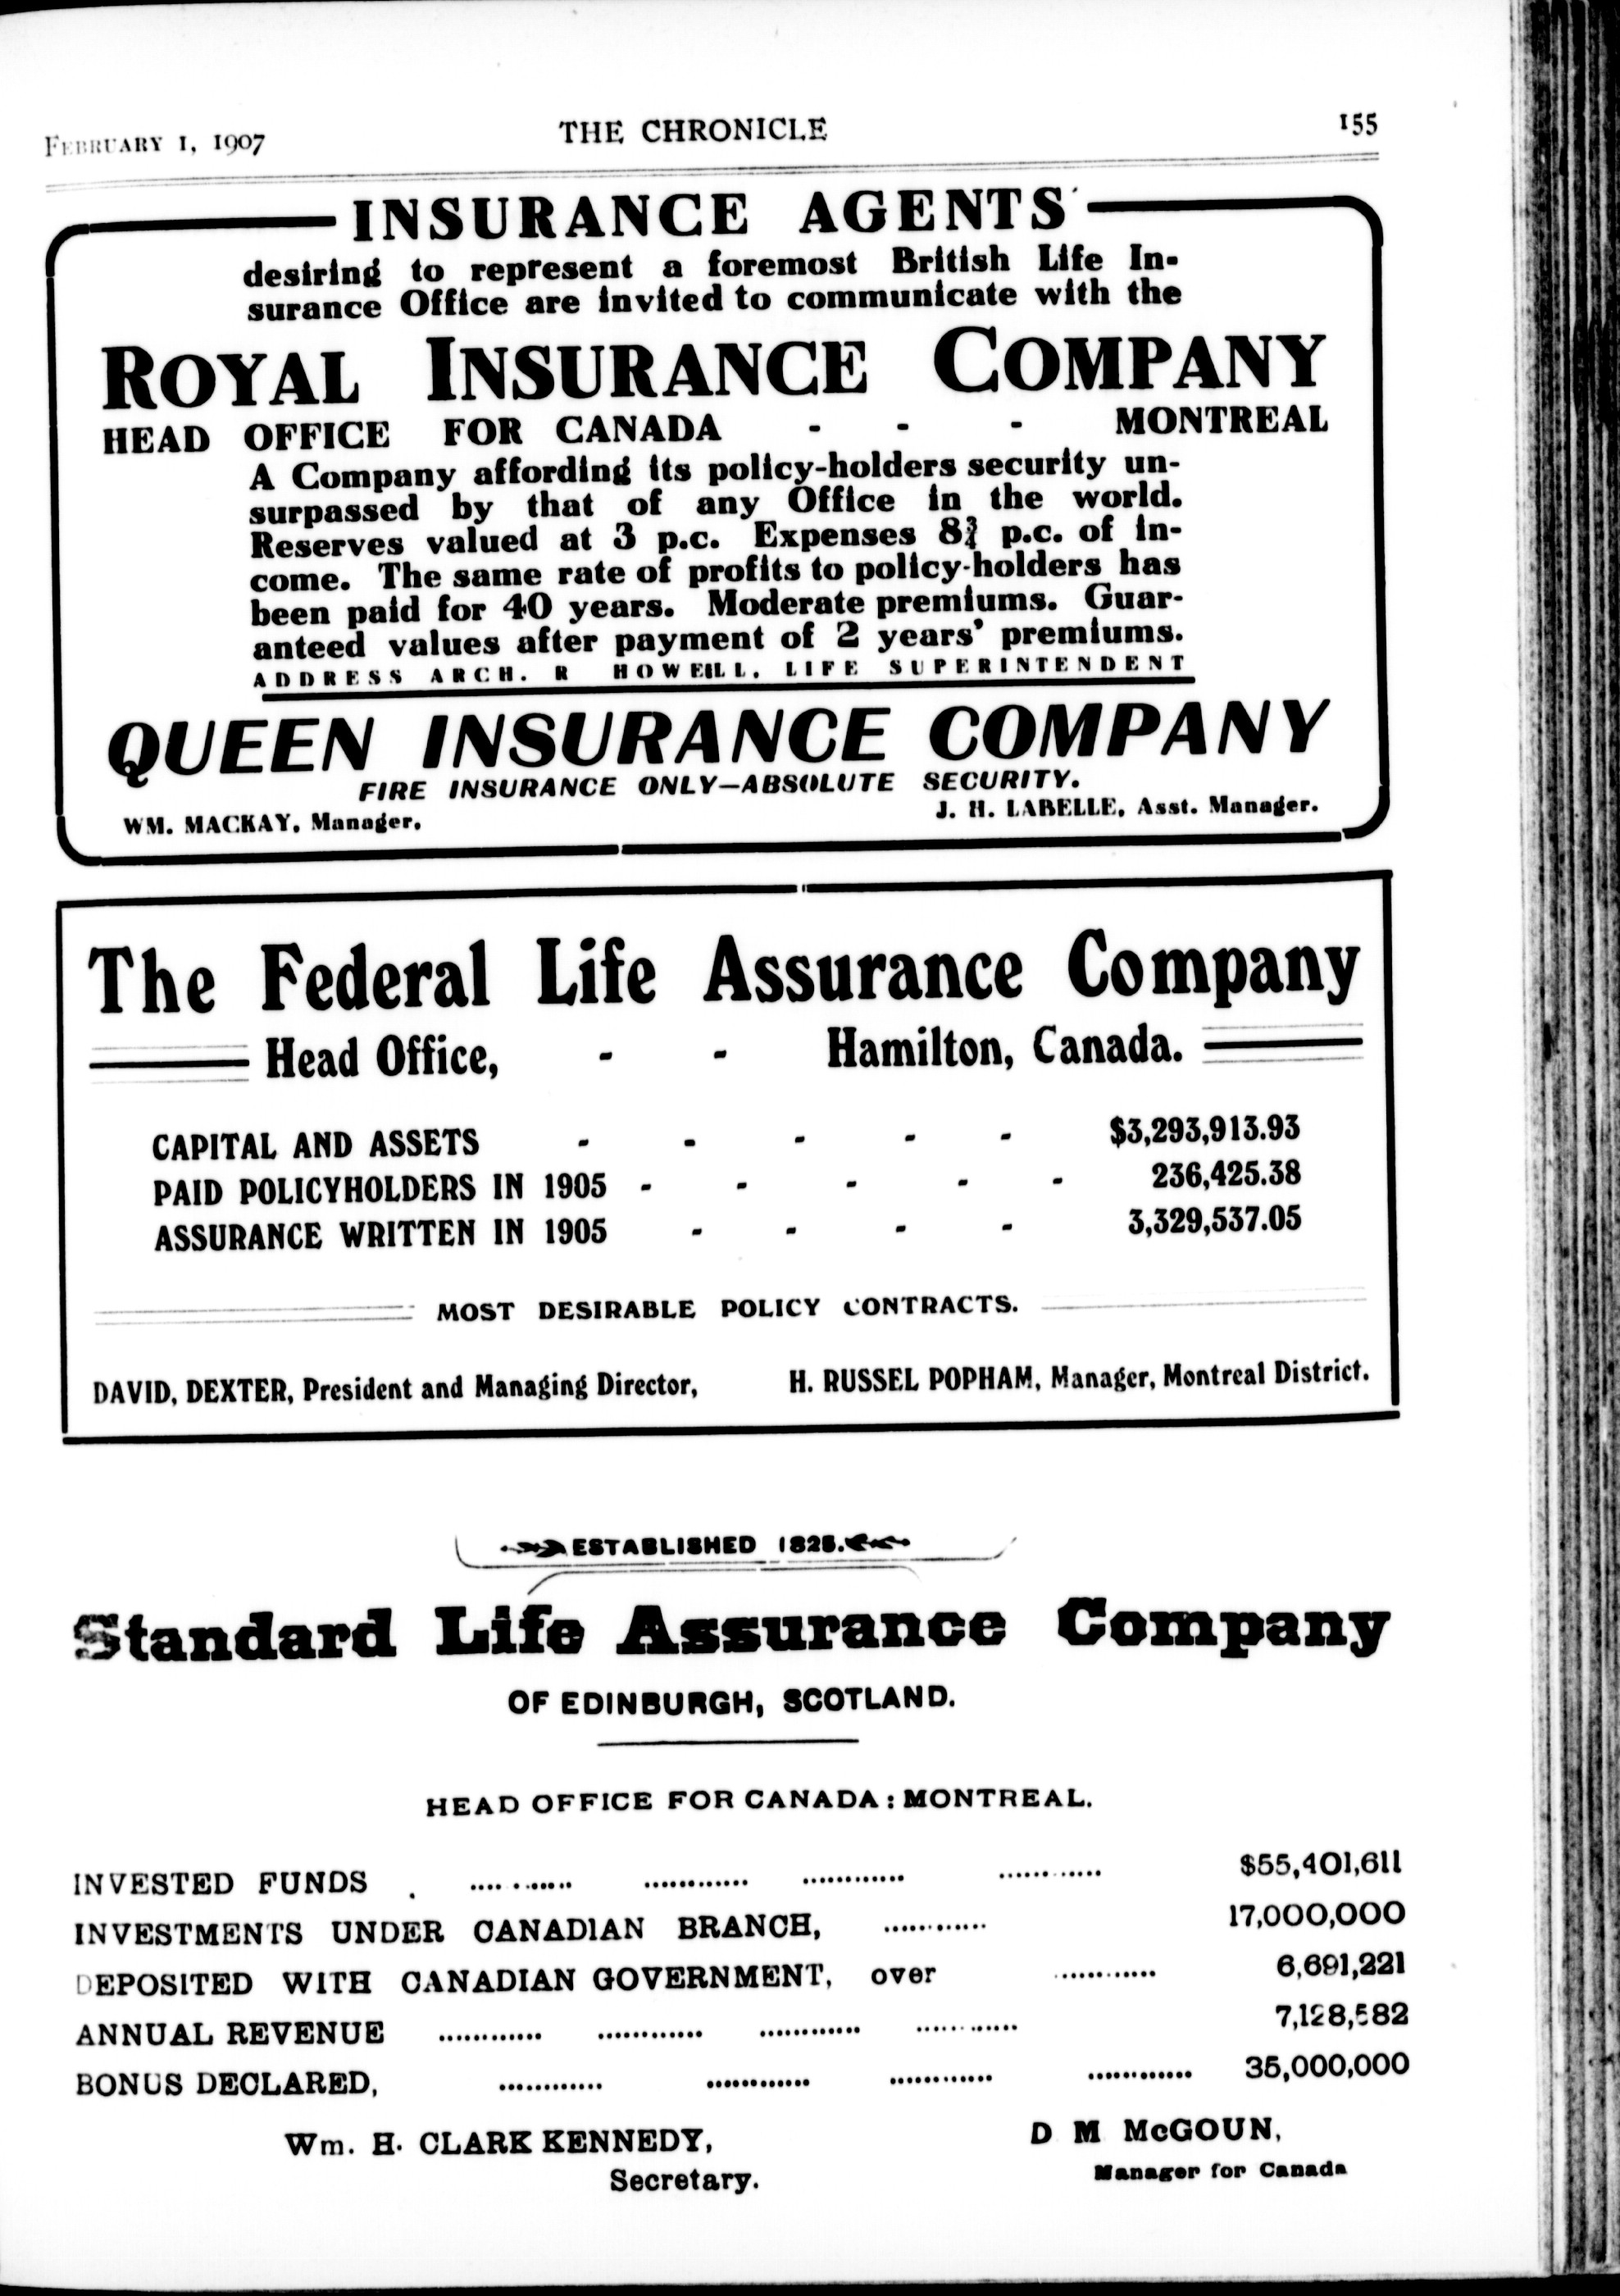 FEBRUARY 1, 1907 THE CHRONICLE 155
INSURANCE AGENTS
desiring to represent a foremost British Life In-
surance Office are invited to communicate with the
ROYAL INSURANCE COMPANY
HEAD OFFICE FOR CANADA - - - MONTREAL
A Company affording its policy-holders security un-
surpassed by that of any Office in the world.
Reserves valued at 3 p.c. Expenses 8¾ p.c. of in-
come. The same rate of profits to policy-holders has
been paid for 40 years. Moderate premiums. Guar-
anteed values after payment of 2 years' premiums.
ADDRESS ARCH. R HOWELL, LIFE SUPERINTENDENT
QUEEN INSURANCE COMPANY
FIRE INSURANCE ONLY—ABSOLUTE SECURITY.
WM. MACKAY, Manager. J. H. LABELLE, Asst. Manager.
The Federal Life Assurance Company
Head Office, - - Hamilton, Canada.
CAPITAL AND ASSETS - - - - - $3,293,913.93
PAID POLICYHOLDERS IN 1905 - - - - - 236,425.38
ASSURANCE WRITTEN IN 1905 - - - - 3,329,537.05
MOST DESIRABLE POLICY CONTRACTS.
DAVID, DEXTER, President and Managing Director, H. RUSSEL POPHAM, Manager, Montreal District.
ESTABLISHED 1825.
Standard Life Assurance Company
OF EDINBURGH, SCOTLAND.
HEAD OFFICE FOR CANADA: MONTREAL.
INVESTED FUNDS ............ ............ ............ ............ $55,401,611
INVESTMENTS UNDER CANADIAN BRANCH, ............ 17,000,000
DEPOSITED WITH CANADIAN GOVERNMENT, over ............ 6,691,221
ANNUAL REVENUE ............ ............ ............ ............ 7,128,582
BONUS DECLARED, ............ ............ ............ ............ 35,000,000
Wm. H. CLARK KENNEDY, D M McGOUN,
Secretary. Manager for Canada